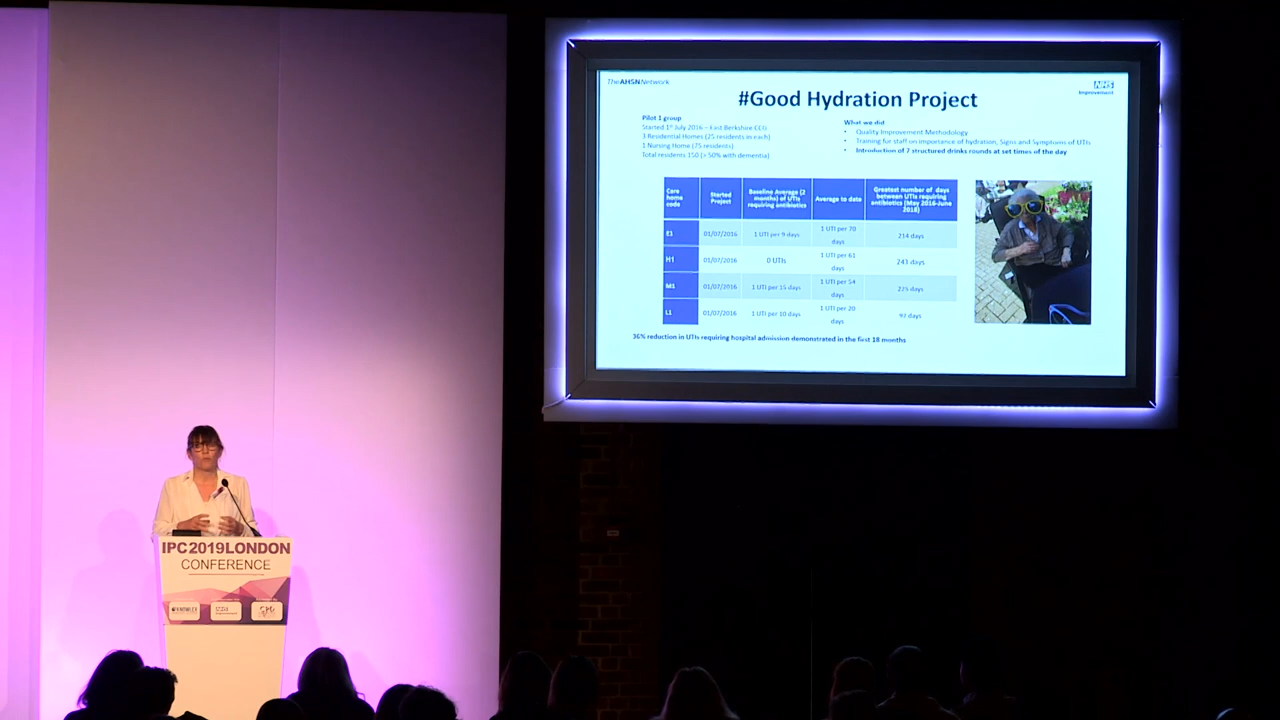 The AHSN Network
NHS
Improvement
#Good Hydration Project
Pilot 1 group
Started 1st July 2016 – East Berkshire CCG
3 Residential Homes (25 residents in each)
1 Nursing Home (75 residents)
Total residents 150 (> 50% with dementia)
What we did
• Quality Improvement Methodology
• Training for staff on importance of hydration, Signs and Symptoms of UTIs
• Introduction of 7 structured drinks rounds at set times of the day
Care home code
Started Project
Baseline Average (2 months) of UTIs requiring antibiotics
Average to date
Greatest number of days between UTIs requiring antibiotics (May 2016-June 2018)
E1 01/07/2016 1 UTI per 9 days 1 UTI per 70 days 214 days
H1 01/07/2016 0 UTIs 1 UTI per 61 days 243 days
M1 01/07/2016 1 UTI per 15 days 1 UTI per 54 days 225 days
L1 01/07/2016 1 UTI per 10 days 1 UTI per 20 days 97 days
36% reduction in UTIs requiring hospital admission demonstrated in the first 18 months
IPC2019LONDON
CONFERENCE
KNOWLEX